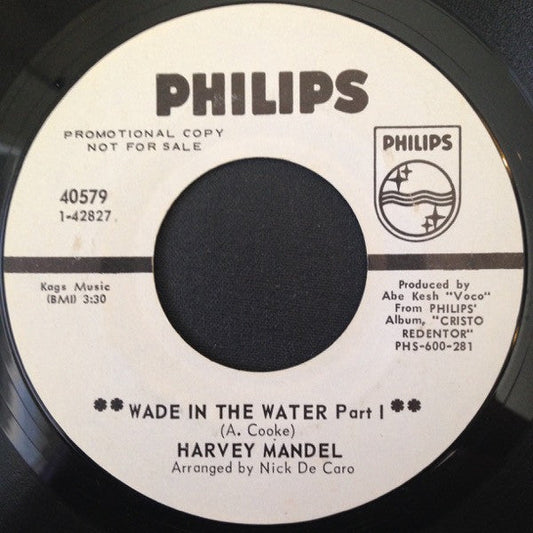 PHILIPS
PROMOTIONAL COPY
NOT FOR SALE
PHILIPS
40579
1-42827
Kags Music
(BMI) 3:30
Produced by
Abe Kesh "Voco"
From PHILIPS'
Album, "CRISTO
REDENTOR"
PHS-600-281
**WADE IN THE WATER Part I**
(A. Cooke)
HARVEY MANDEL
Arranged by Nick De Caro